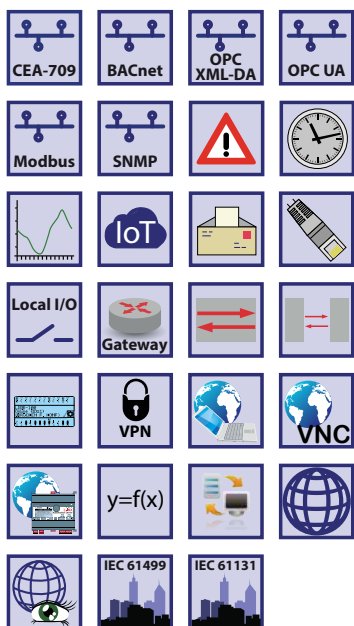 CEA-709
BACnet
OPC
XML-DA
OPC UA
Modbus
SNMP
IoT
Local I/O
Gateway
VPN
VNC
y=f(x)
IEC 61499
IEC 61131